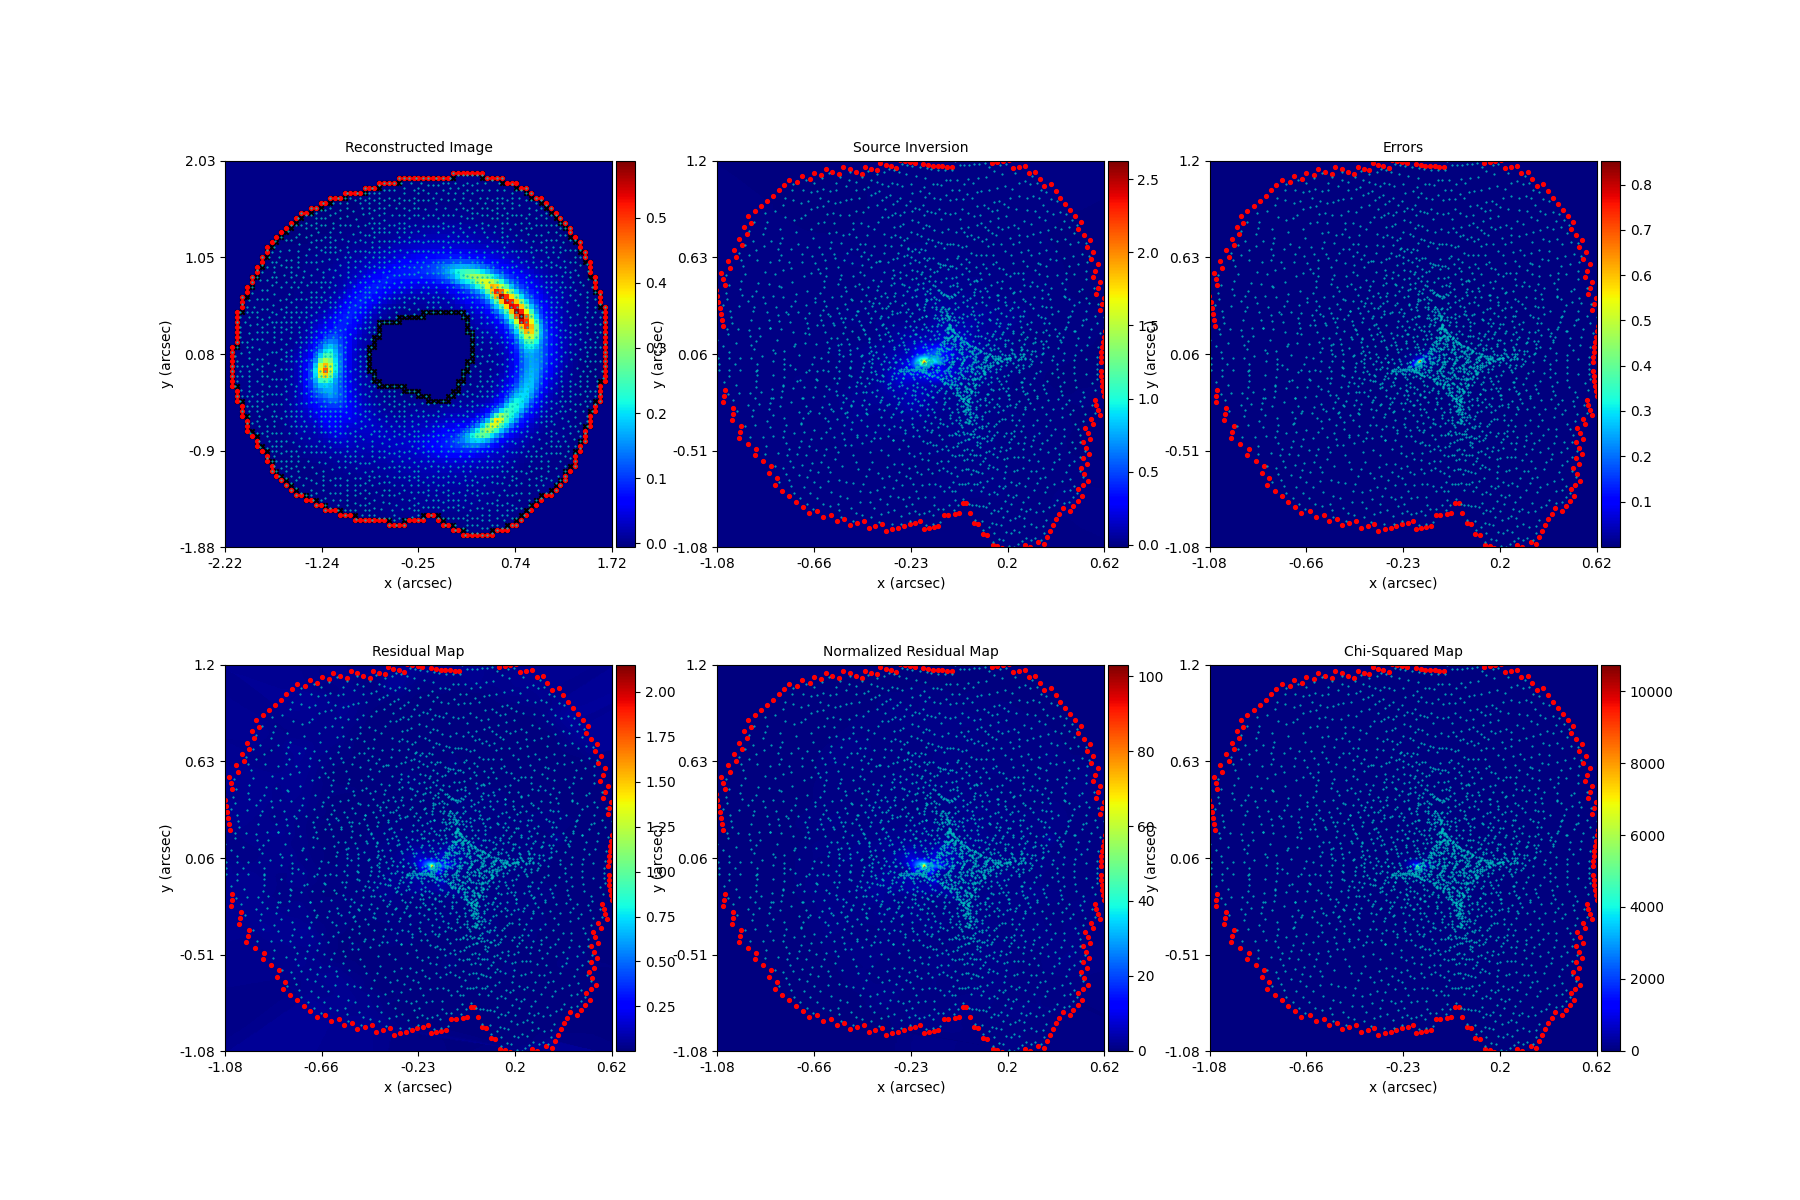 Reconstructed Image
2.03
1.05
0.08
-0.9
-1.88
y (arcsec)
-2.22 -1.24 -0.25 0.74 1.72
x (arcsec)
0.5
0.4
0.3
0.2
0.1
0.0
Source Inversion
1.2
0.63
0.06
-0.51
-1.08
y (arcsec)
-1.08 -0.66 -0.23 0.2 0.62
x (arcsec)
2.5
2.0
1.5
1.0
0.5
0.0
Errors
1.2
0.63
0.06
-0.51
-1.08
y (arcsec)
-1.08 -0.66 -0.23 0.2 0.62
x (arcsec)
0.8
0.7
0.6
0.5
0.4
0.3
0.2
0.1
Residual Map
1.2
0.63
0.06
-0.51
-1.08
y (arcsec)
-1.08 -0.66 -0.23 0.2 0.62
x (arcsec)
2.00
1.75
1.50
1.25
1.00
0.75
0.50
0.25
Normalized Residual Map
1.2
0.63
0.06
-0.51
-1.08
y (arcsec)
-1.08 -0.66 -0.23 0.2 0.62
x (arcsec)
100
80
60
40
20
0
Chi-Squared Map
1.2
0.63
0.06
-0.51
-1.08
y (arcsec)
-1.08 -0.66 -0.23 0.2 0.62
x (arcsec)
10000
8000
6000
4000
2000
0